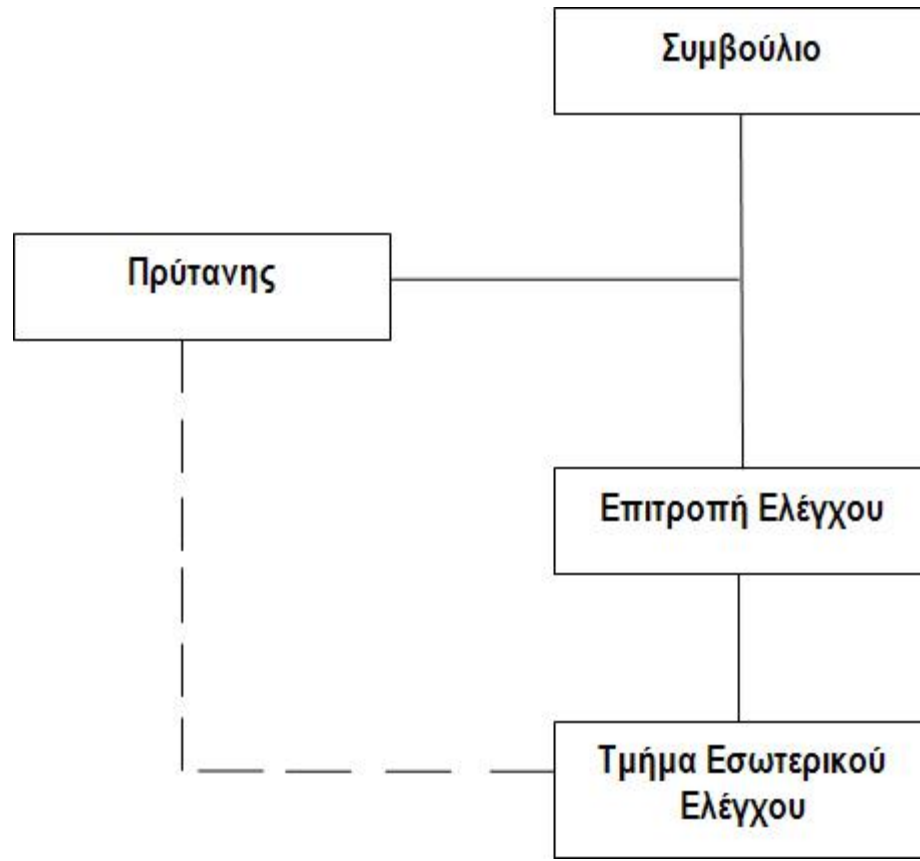 Συμβούλιο
Πρύτανης
Επιτροπή Ελέγχου
Τμήμα Εσωτερικού
Ελέγχου